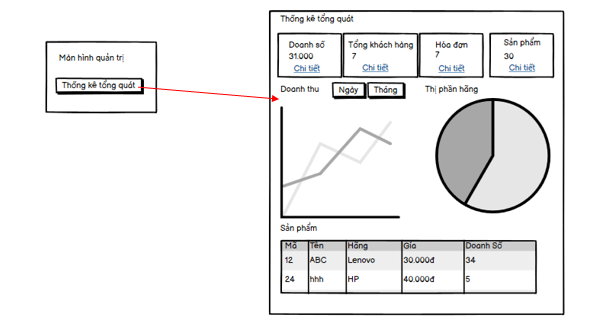 Màn hình quản trị
Thống kê tổng quát
Thống kê tổng quát
Doanh số
31.000
Chi tiết
Tổng khách hàng
7
Chi tiết
Hóa đơn
7
Chi tiết
Sản phẩm
30
Chi tiết
Doanh thu
Ngày
Tháng
Thị phần hãng
Sản phẩm
Mã Tên Hãng Gía Doanh Số
12 ABC Lenovo 30.000đ 34
24 hhh HP 40.000đ 5